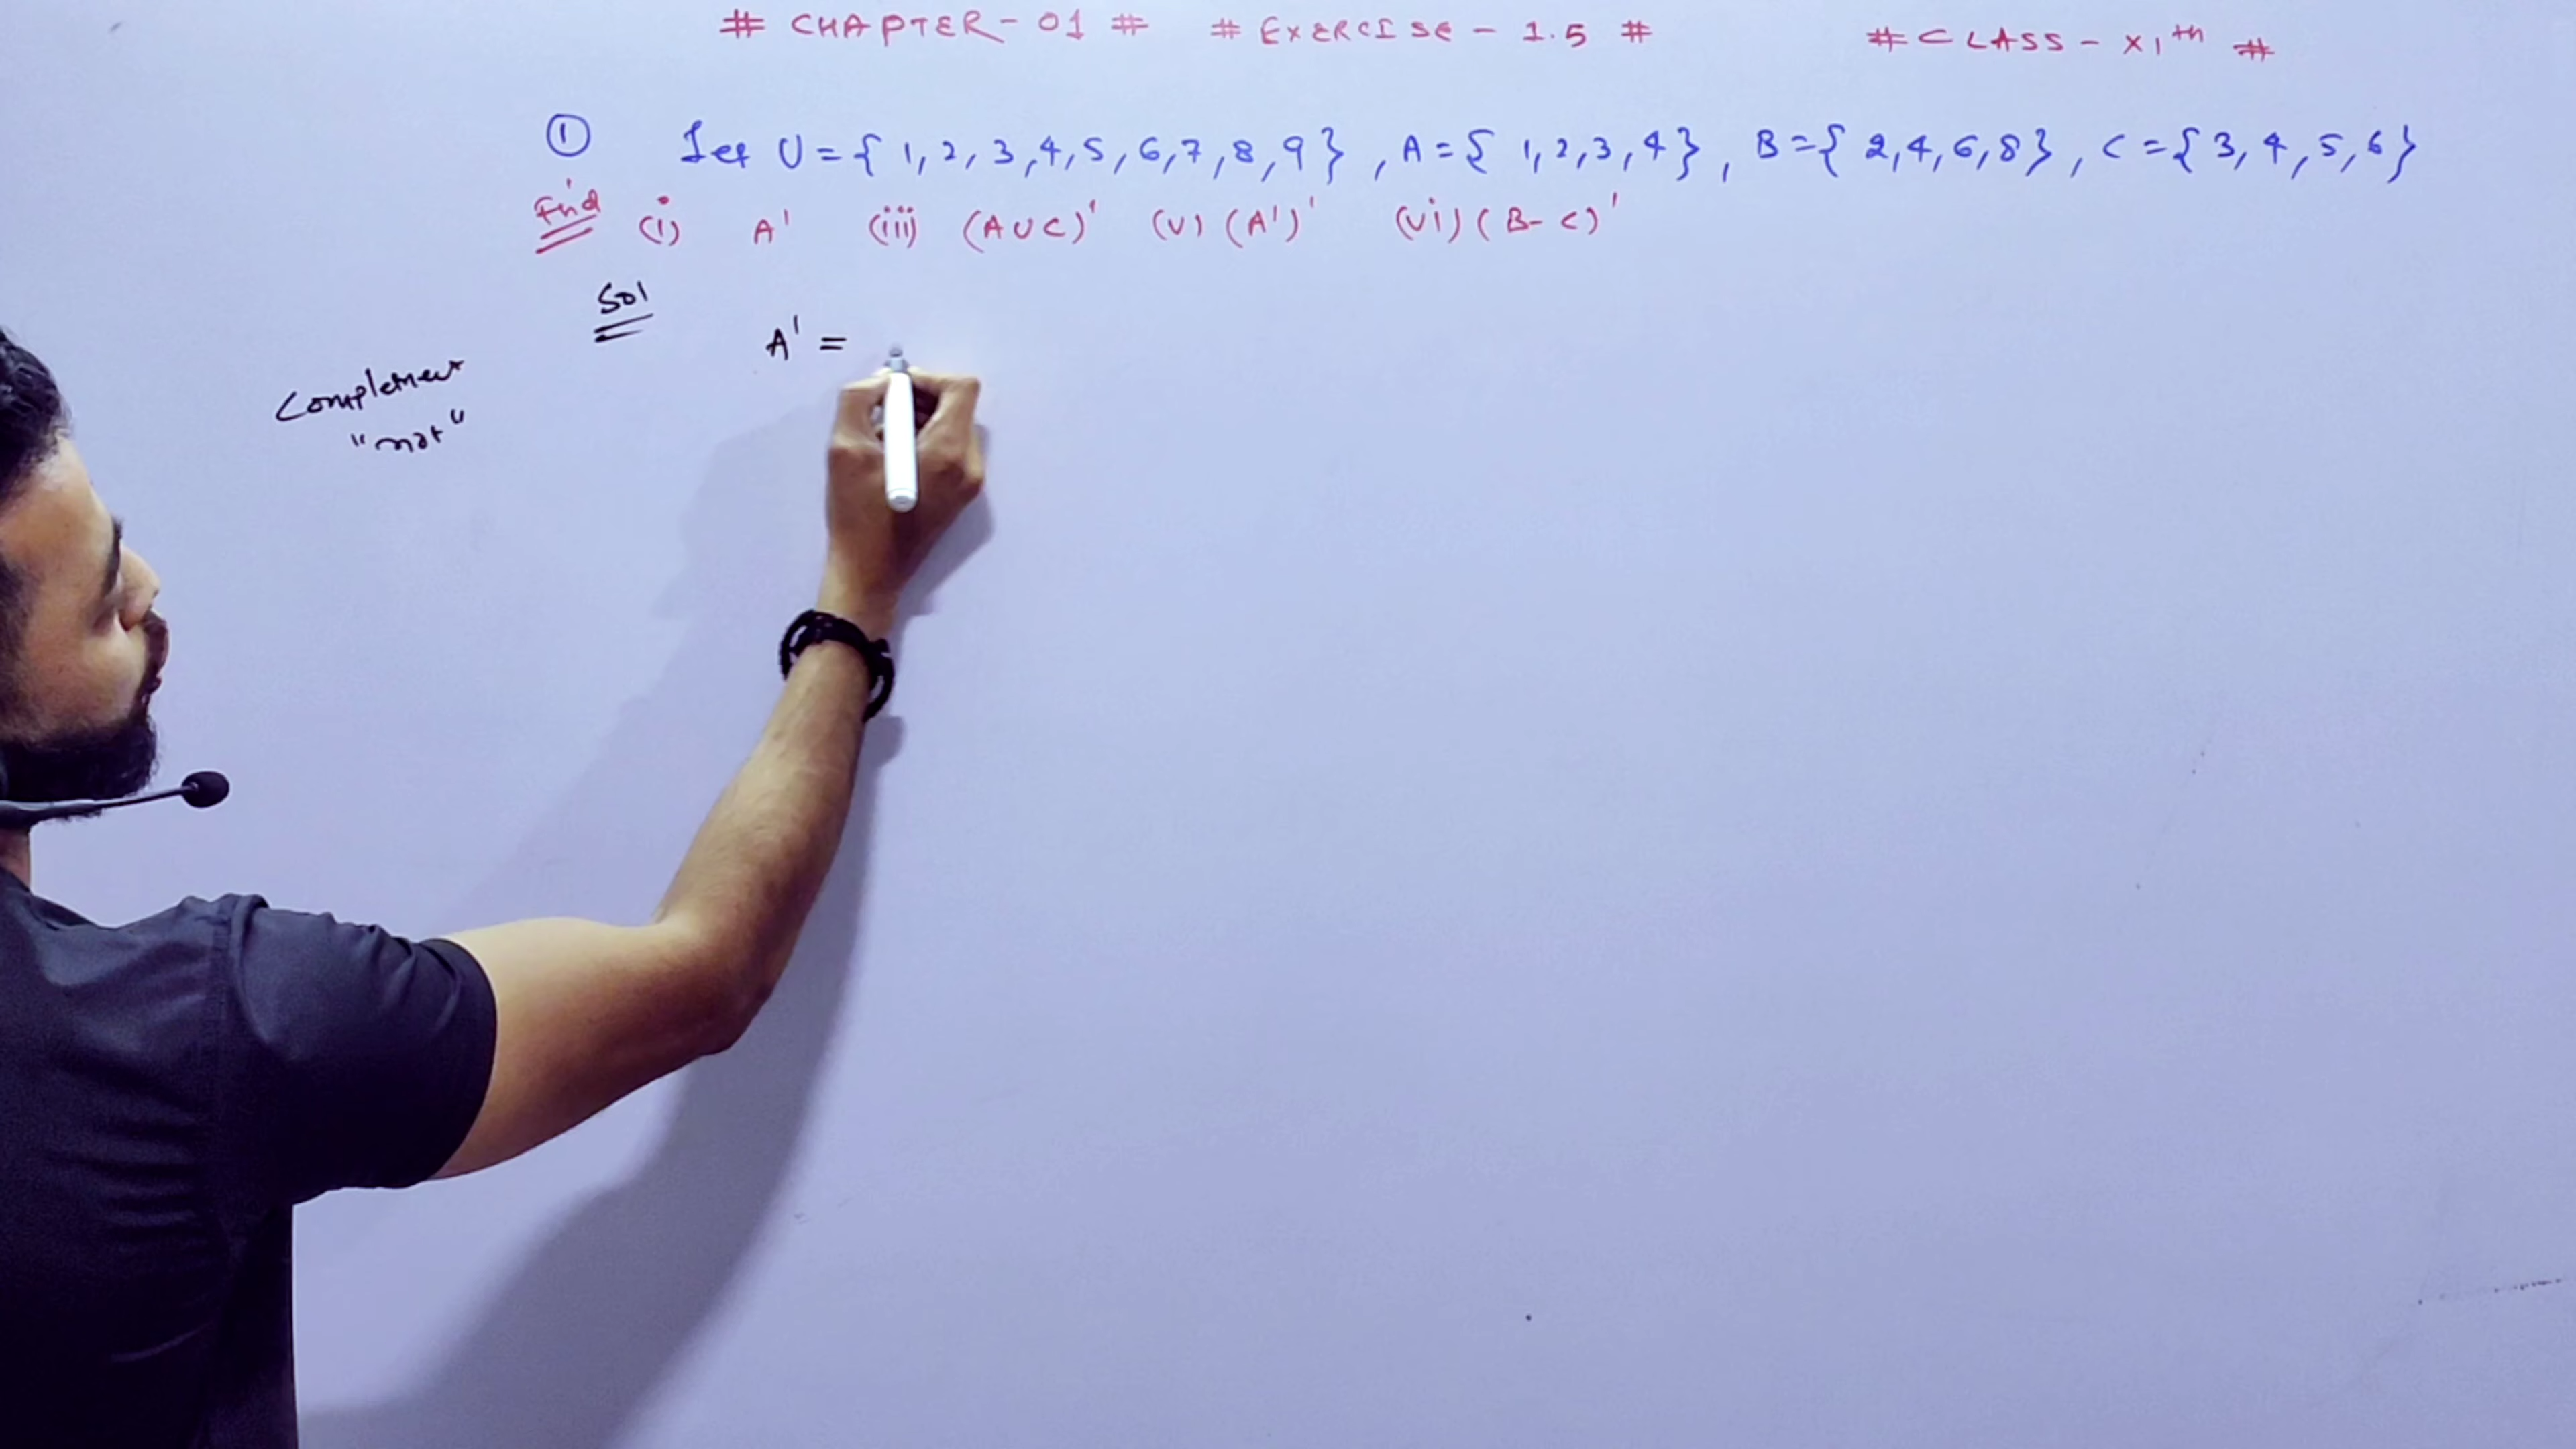 # CHAPTER - 01 # # EXERCISE - 1.5 # # CLASS - XIth #
① Let U = { 1, 2, 3, 4, 5, 6, 7, 8, 9 } , A = { 1, 2, 3, 4 } , B = { 2, 4, 6, 8 } , C = { 3, 4, 5, 6 }
Find (i) A' (iii) (A ∪ C)' (v) (A')' (vi) (B - C)'
Sol
A' =
Complement
"not"